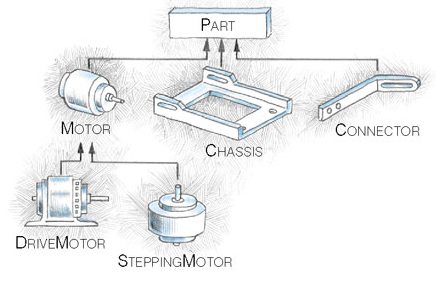 PART
MOTOR
CHASSIS
CONNECTOR
DRIVEMOTOR
STEPPINGMOTOR